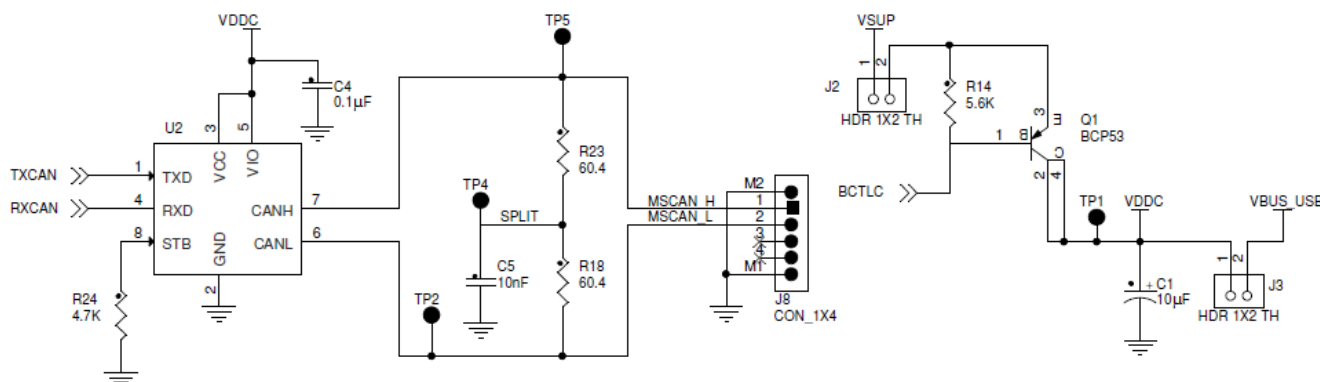 VDDC
C4
0.1µF
U2
3
5
VCC
VIO
TXCAN
1
TXD
RXCAN
4
RXD
8
STB
GND
2
CANH
7
CANL
6
R24
4.7K
TP5
R23
60.4
TP4
SPLIT
C5
10nF
R18
60.4
TP2
MSCAN_H
MSCAN_L
M2
1
2
3
4
M1
J8
CON_1X4
VSUP
1
2
J2
HDR 1X2 TH
R14
5.6K
BCTLC
1
B
3
E
Q1
BCP53
C
2
4
TP1
VDDC
VBUS_USB
C1
+
10µF
1
2
J3
HDR 1X2 TH